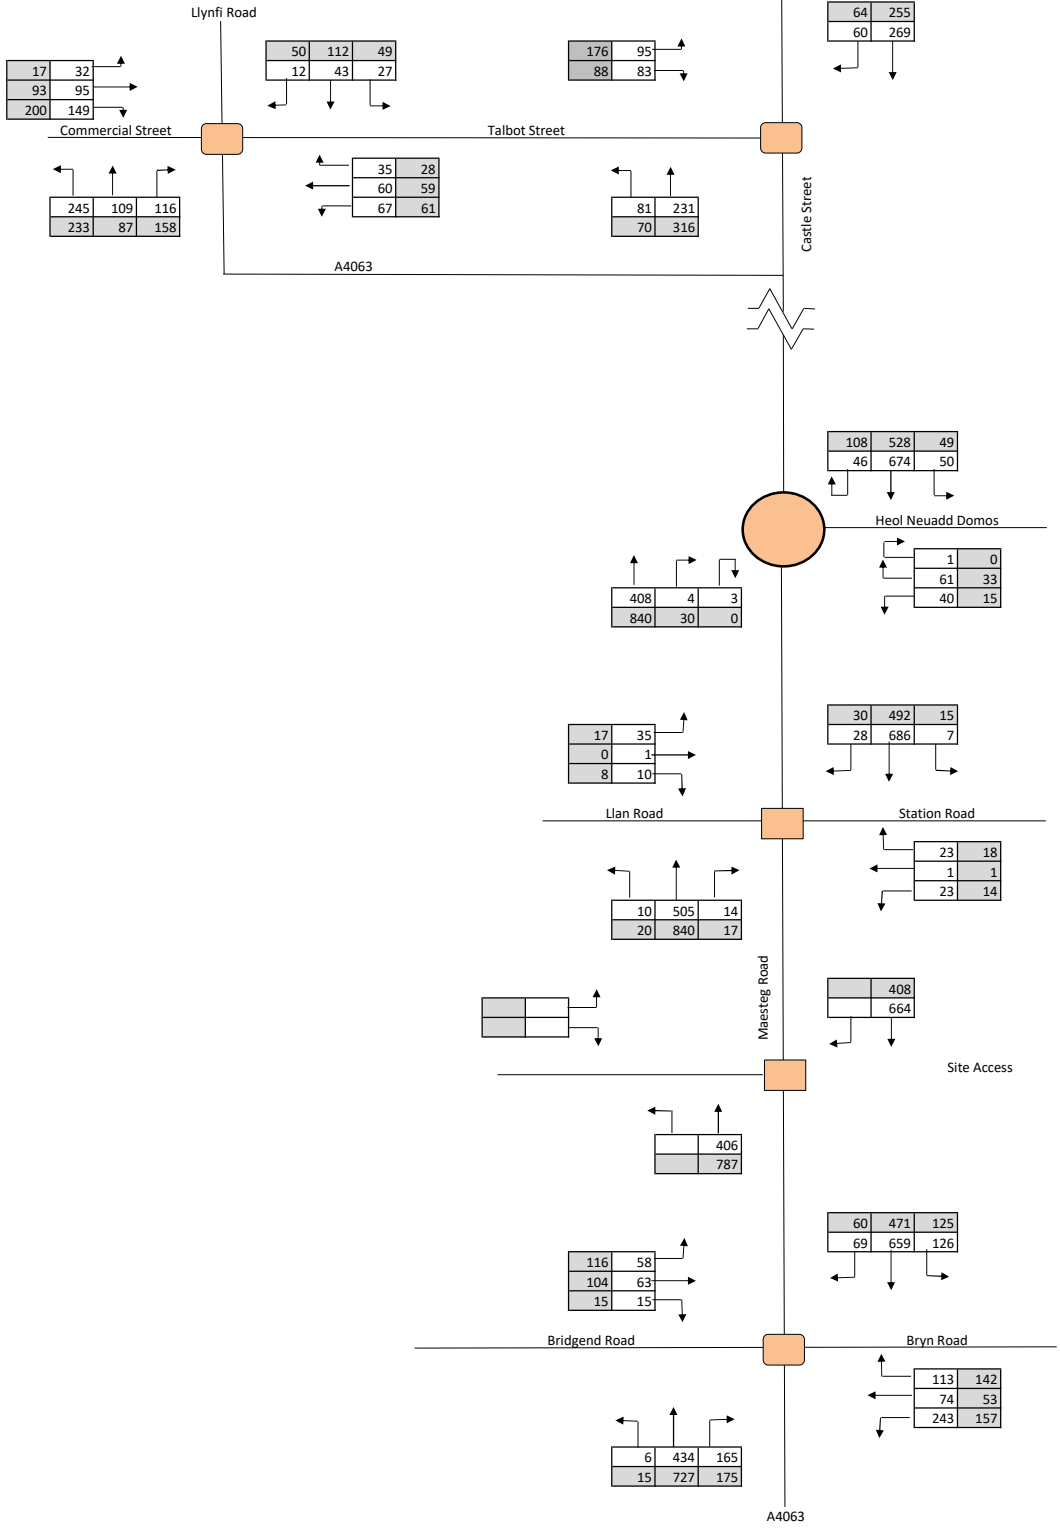 64 255
60 269
Llynfi Road
50 112 49
12 43 27
176 95
88 83
17 32
93 95
200 149
Commercial Street
Talbot Street
35 28
60 59
67 61
245 109 116
233 87 158
81 231
70 316
Castle Street
A4063
108 528 49
46 674 50
Heol Neuadd Domos
1 0
61 33
40 15
408 4 3
840 30 0
30 492 15
28 686 7
17 35
0 1
8 10
Llan Road
Station Road
23 18
1 1
23 14
10 505 14
20 840 17
Maesteg Road
408
664
Site Access
406
787
60 471 125
69 659 126
116 58
104 63
15 15
Bridgend Road
Bryn Road
113 142
74 53
243 157
6 434 165
15 727 175
A4063